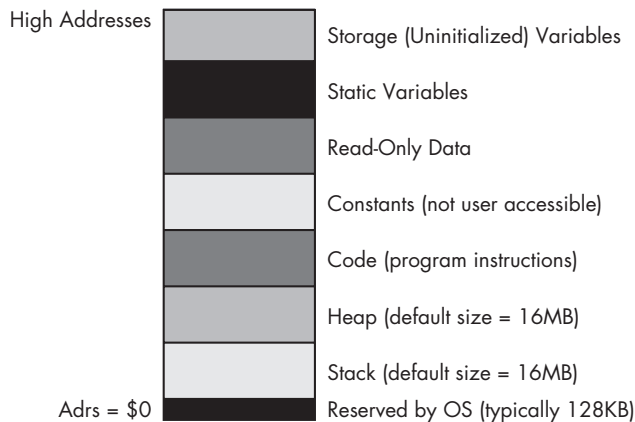 High Addresses
Storage (Uninitialized) Variables
Static Variables
Read-Only Data
Constants (not user accessible)
Code (program instructions)
Heap (default size = 16MB)
Stack (default size = 16MB)
Adrs = $0
Reserved by OS (typically 128KB)